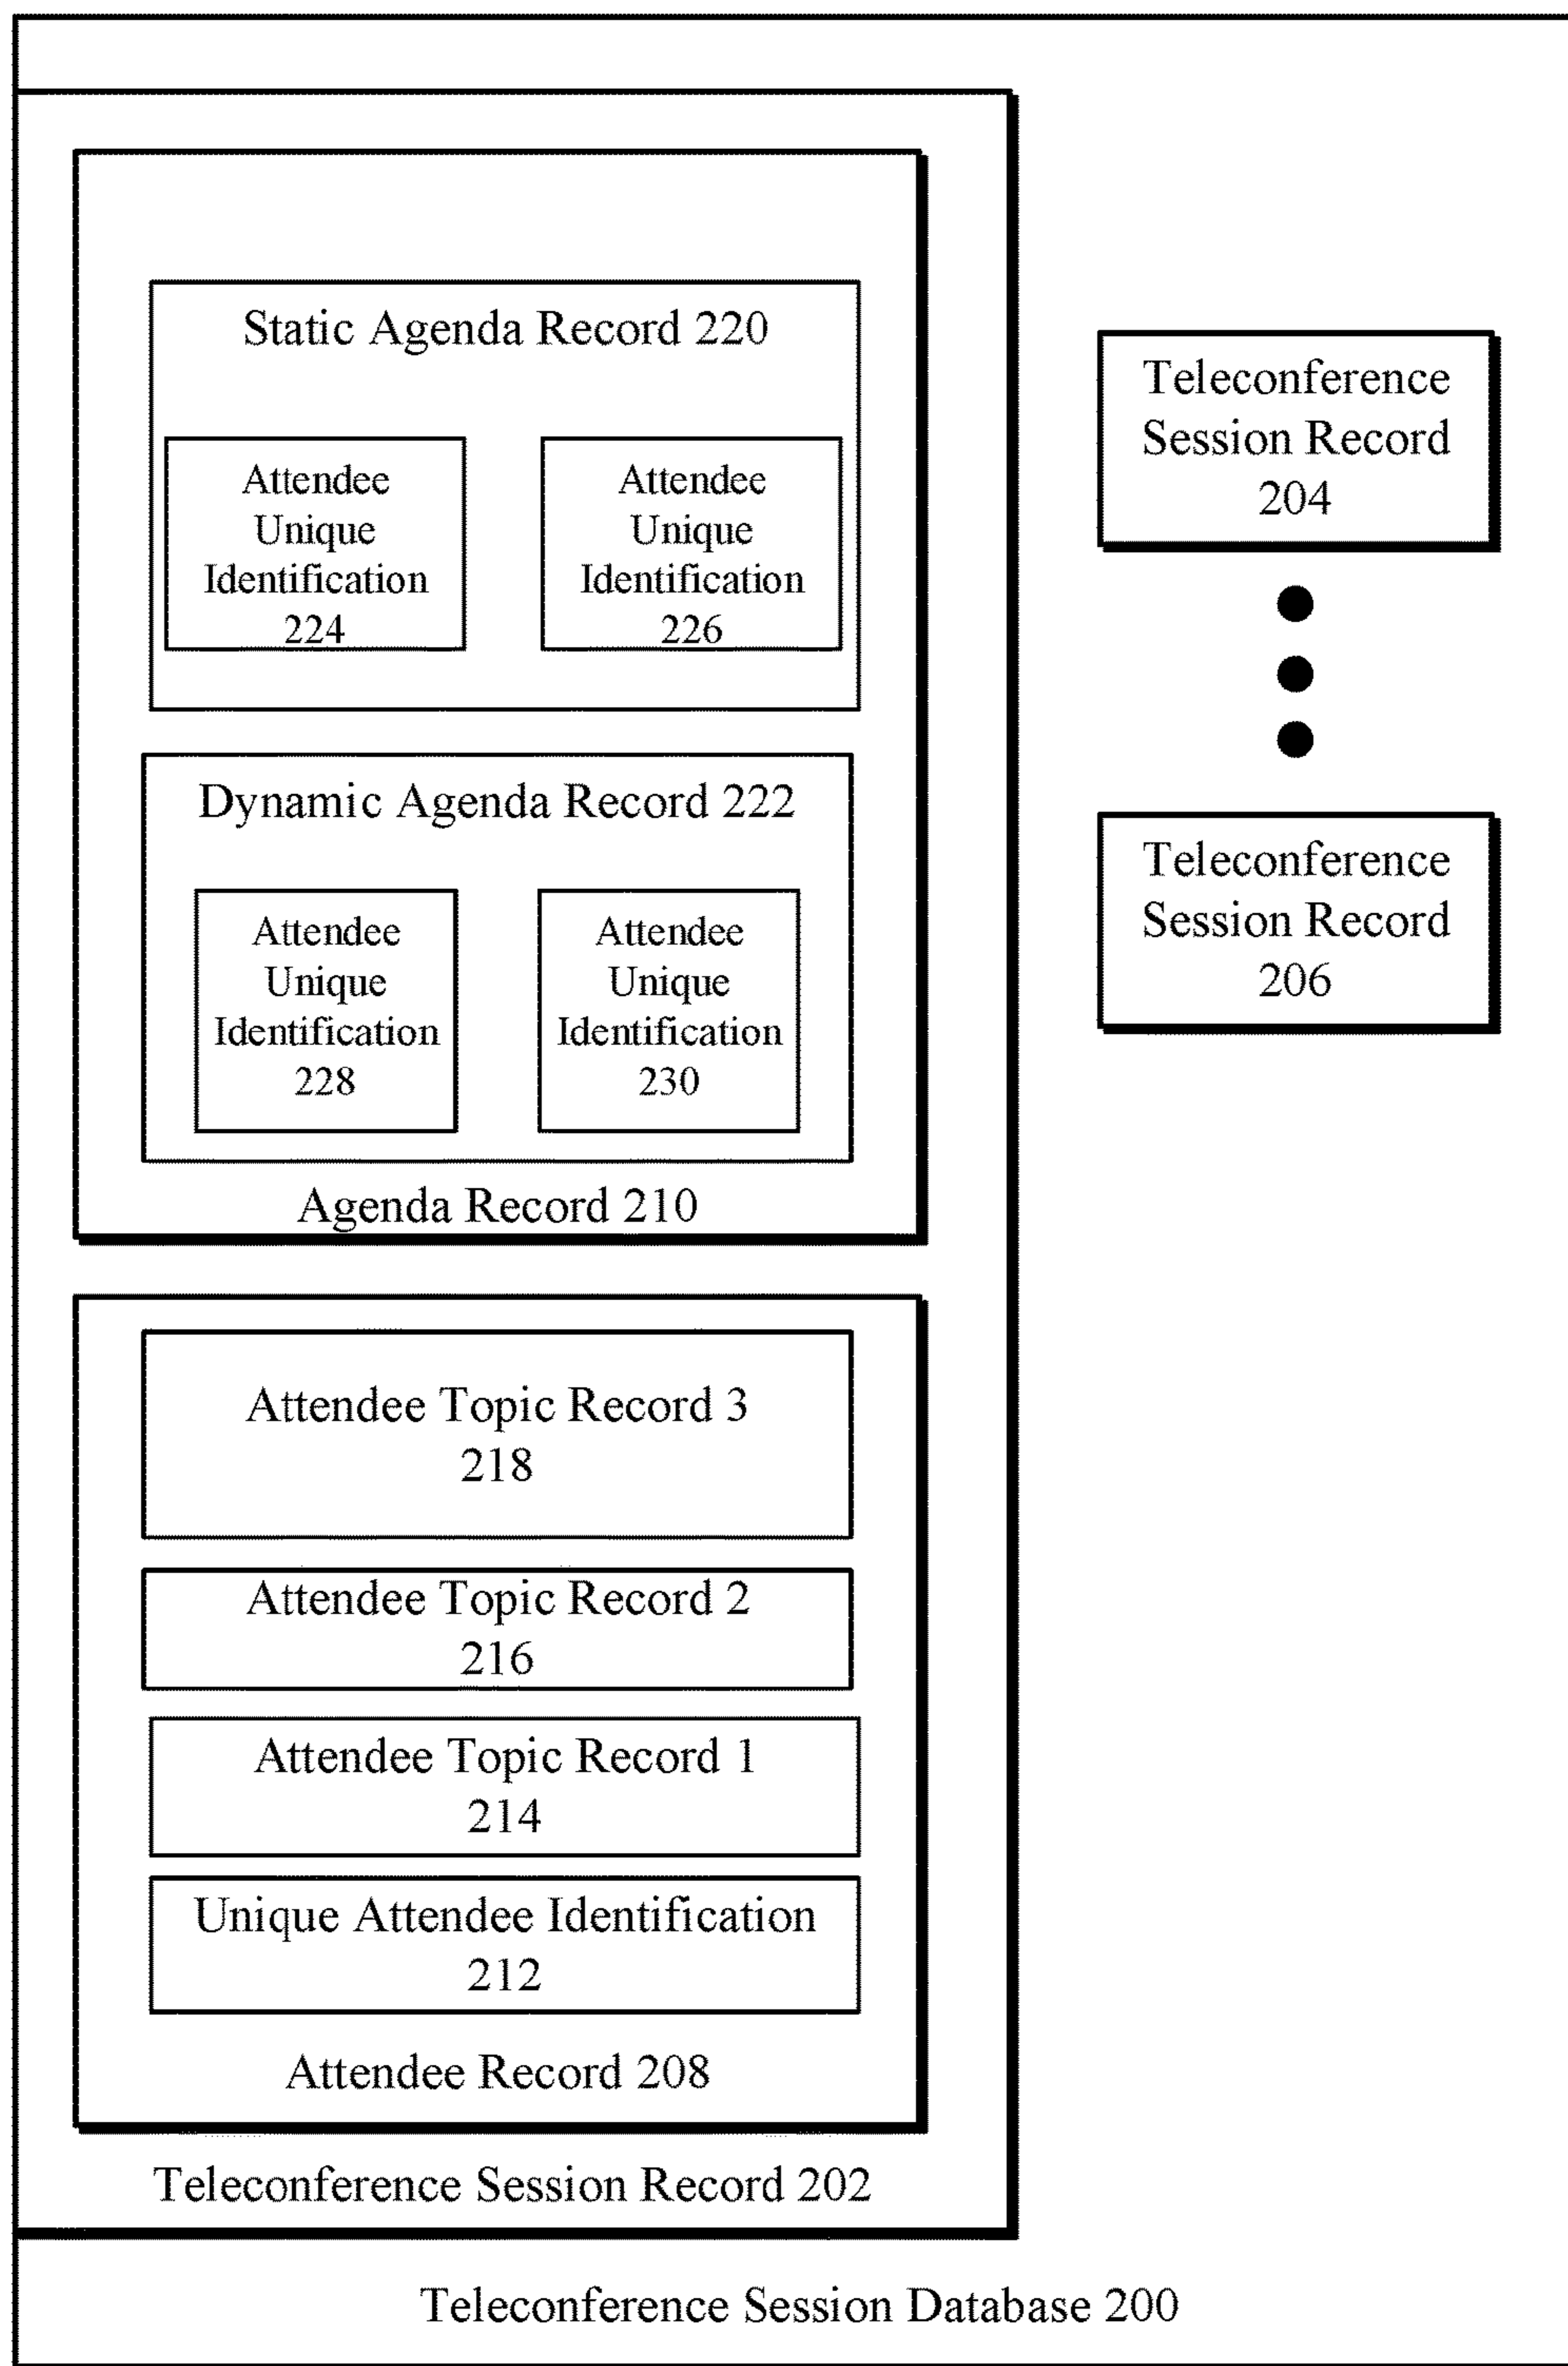 Static Agenda Record 220
Attendee
Unique
Identification
224
Attendee
Unique
Identification
226
Dynamic Agenda Record 222
Attendee
Unique
Identification
228
Attendee
Unique
Identification
230
Agenda Record 210
Attendee Topic Record 3
218
Attendee Topic Record 2
216
Attendee Topic Record 1
214
Unique Attendee Identification
212
Attendee Record 208
Teleconference Session Record 202
Teleconference
Session Record
204
Teleconference
Session Record
206
Teleconference Session Database 200